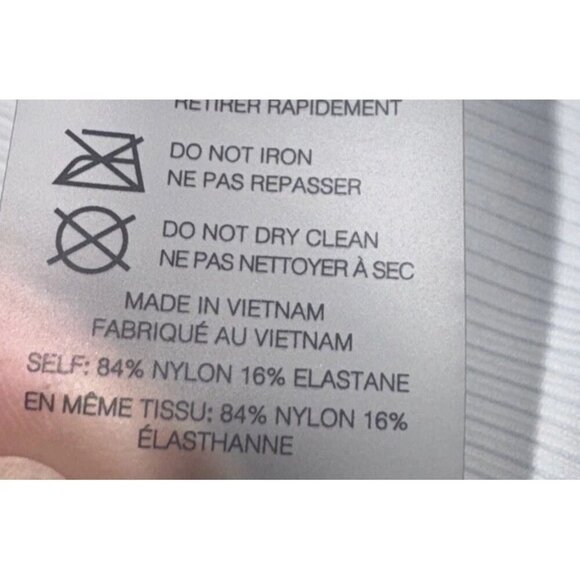 RETIRER RAPIDEMENT
DO NOT IRON
NE PAS REPASSER
DO NOT DRY CLEAN
NE PAS NETTOYER À SEC
MADE IN VIETNAM
FABRIQUÉ AU VIETNAM
SELF: 84% NYLON 16% ELASTANE
EN MÊME TISSU: 84% NYLON 16%
ÉLASTHANNE